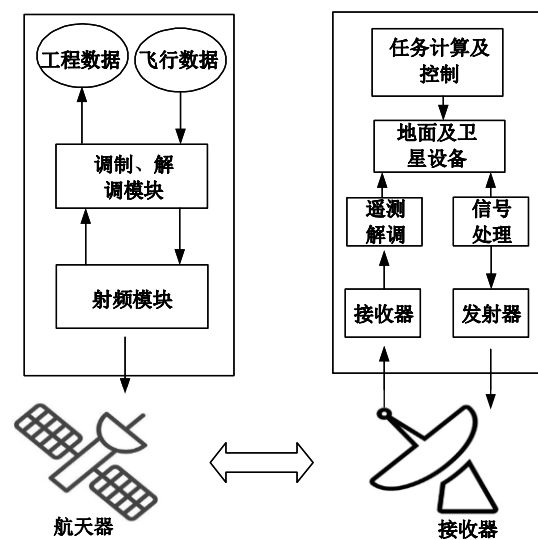 工程数据
飞行数据
调制、解
调模块
射频模块
航天器
任务计算及
控制
地面及卫
星设备
遥测
解调
信号
处理
接收器
发射器
接收器